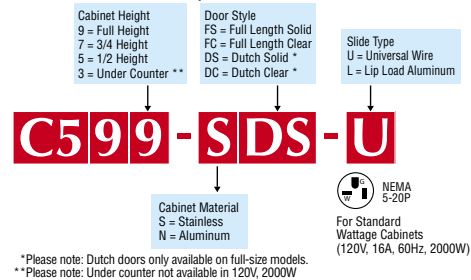 Cabinet Height
9 = Full Height
7 = 3/4 Height
5 = 1/2 Height
3 = Under Counter **
Door Style
FS = Full Length Solid
FC = Full Length Clear
DS = Dutch Solid *
DC = Dutch Clear *
Slide Type
U = Universal Wire
L = Lip Load Aluminum
C599-SDS-U
Cabinet Material
S = Stainless
N = Aluminum
W G
NEMA
5-20P
For Standard
Wattage Cabinets
(120V, 16A, 60Hz, 2000W)
*Please note: Dutch doors only available on full-size models.
**Please note: Under counter not available in 120V, 2000W